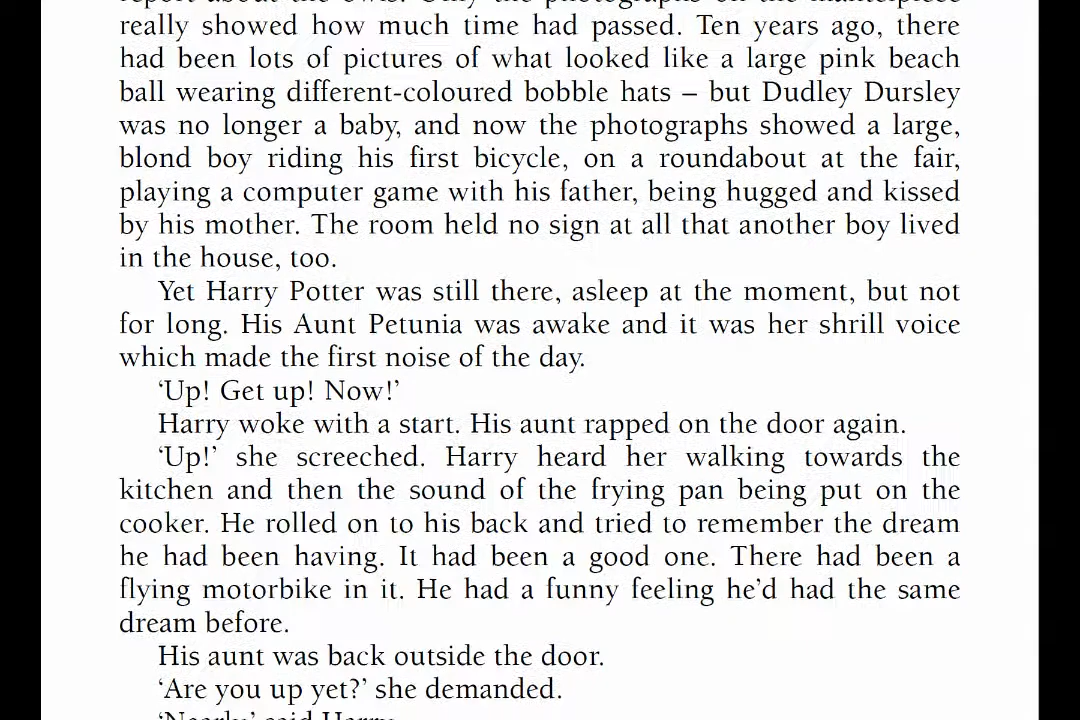 really showed how much time had passed. Ten years ago, there
had been lots of pictures of what looked like a large pink beach
ball wearing different-coloured bobble hats – but Dudley Dursley
was no longer a baby, and now the photographs showed a large,
blond boy riding his first bicycle, on a roundabout at the fair,
playing a computer game with his father, being hugged and kissed
by his mother. The room held no sign at all that another boy lived
in the house, too.
Yet Harry Potter was still there, asleep at the moment, but not
for long. His Aunt Petunia was awake and it was her shrill voice
which made the first noise of the day.
‘Up! Get up! Now!’
Harry woke with a start. His aunt rapped on the door again.
‘Up!’ she screeched. Harry heard her walking towards the
kitchen and then the sound of the frying pan being put on the
cooker. He rolled on to his back and tried to remember the dream
he had been having. It had been a good one. There had been a
flying motorbike in it. He had a funny feeling he’d had the same
dream before.
His aunt was back outside the door.
‘Are you up yet?’ she demanded.